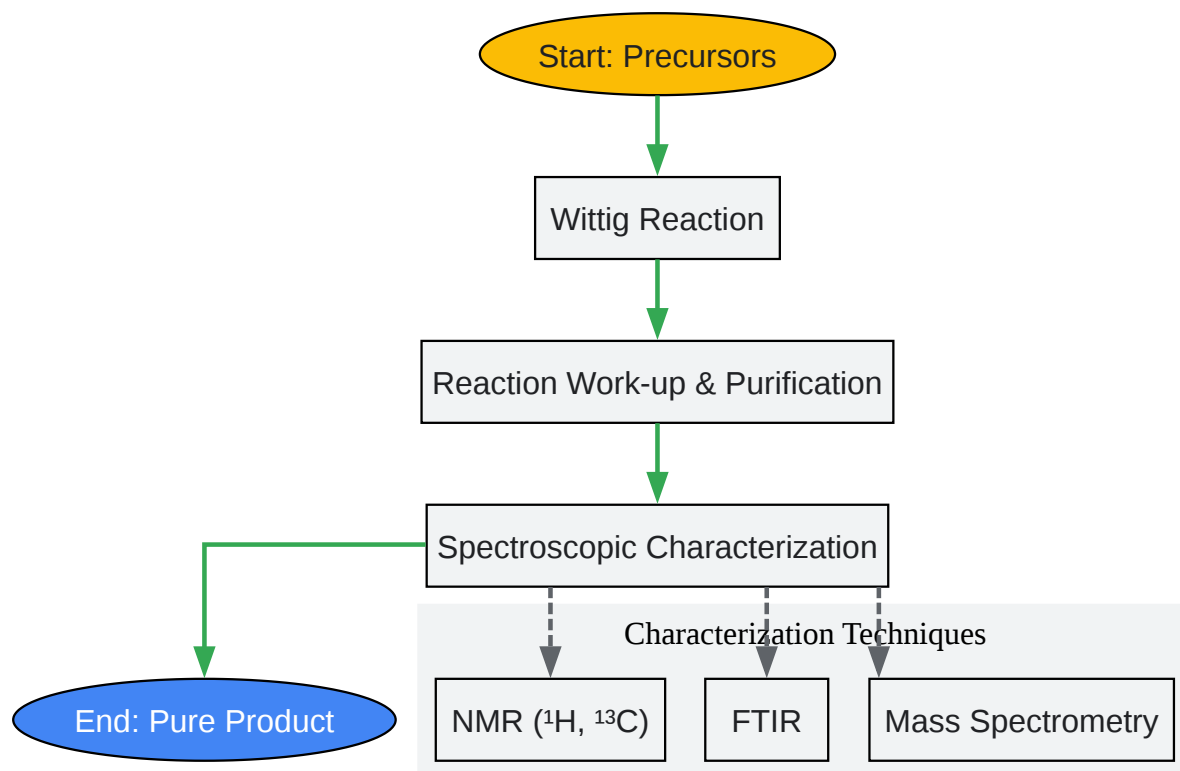 Start: Precursors
Wittig Reaction
Reaction Work-up & Purification
Spectroscopic Characterization
Characterization Techniques
End: Pure Product
NMR (¹H, ¹³C)
FTIR
Mass Spectrometry